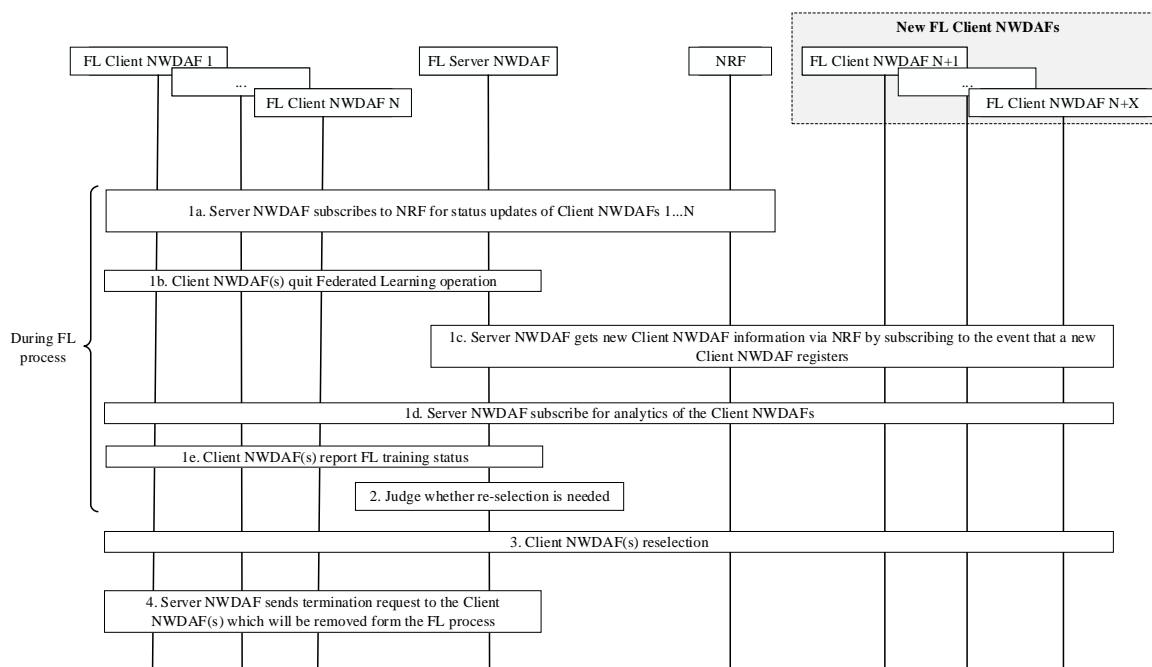 New FL Client NWDAFs
FL Client NWDAF 1
FL Server NWDAF
NRF
FL Client NWDAF N+1
...
...
FL Client NWDAF N
FL Client NWDAF N+X
1a. Server NWDAF subscribes to NRF for status updates of Client NWDAFs 1...N
1b. Client NWDAF(s) quit Federated Learning operation
During FL
process
1c. Server NWDAF gets new Client NWDAF information via NRF by subscribing to the event that a new
Client NWDAF registers
1d. Server NWDAF subscribe for analytics of the Client NWDAFs
1e. Client NWDAF(s) report FL training status
2. Judge whether re-selection is needed
3. Client NWDAF(s) reselection
4. Server NWDAF sends termination request to the Client
NWDAF(s) which will be removed form the FL process